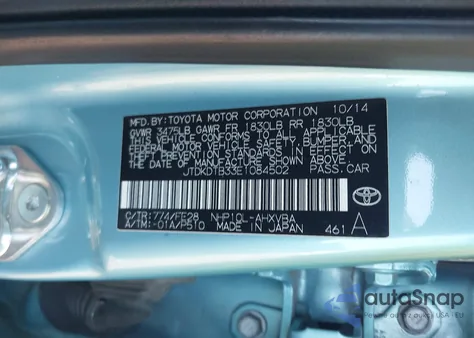 MFD.BY:TOYOTA MOTOR CORPORATION 10/14
GVWR 3475LB GAWR FR 1830LB RR 1830LB
THIS VEHICLE CONFORMS TO ALL APPLICABLE
FEDERAL MOTOR VEHICLE SAFETY, BUMPER, AND
THEFT PREVENTION STANDARDS IN EFFECT ON
THE DATE OF MANUFACTURE SHOWN ABOVE.
JTDKDTB33E1084502 PASS.CAR
C/TR:774/FE28 NHP10L-AHXVBA
A/TM:-01A/P510 MADE IN JAPAN 461 A
TOYOTA
autoSnap